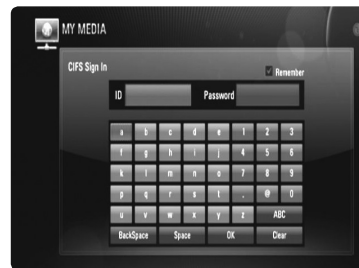 MY MEDIA
CIFS Sign In
Remember
ID Password
a b c d e 1 2 3
f g h i j 4 5 6
k l m n o 7 8 9
p q r s t . @ 0
u v w x y z ABC
BackSpace Space OK Clear